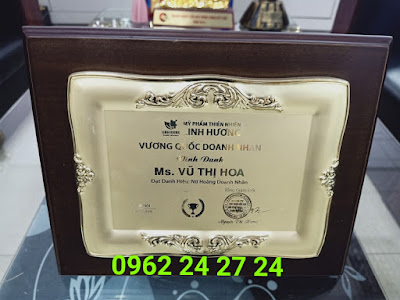 MỸ PHẨM THIÊN NHIÊN
LINH HƯƠNG
VƯƠNG QUỐC DOANH NHÂN
Vinh Danh
Ms. VŨ THỊ HOA
Đạt Danh Hiệu: Nữ Hoàng Doanh Nhân
0962 24 27 24